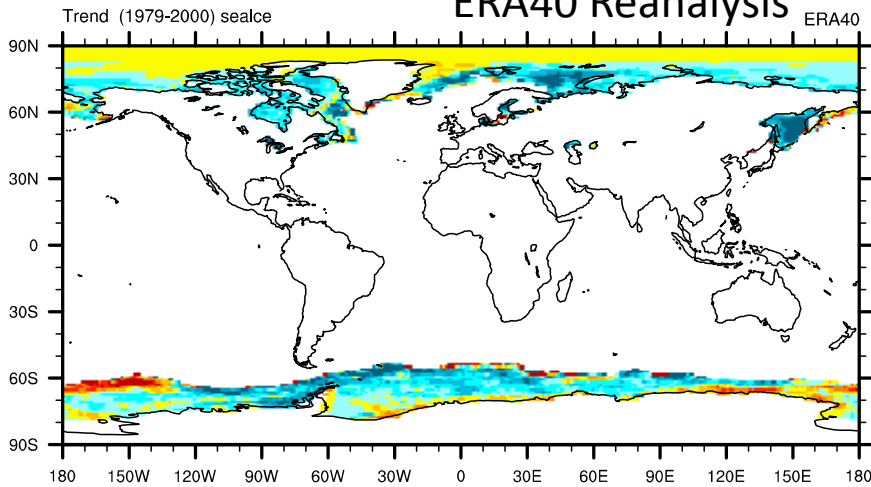 ERA40 Reanalysis
Trend (1979-2000) seaIce ERA40
90N
60N
30N
0
30S
60S
90S
180 150W 120W 90W 60W 30W 0 30E 60E 90E 120E 150E 180